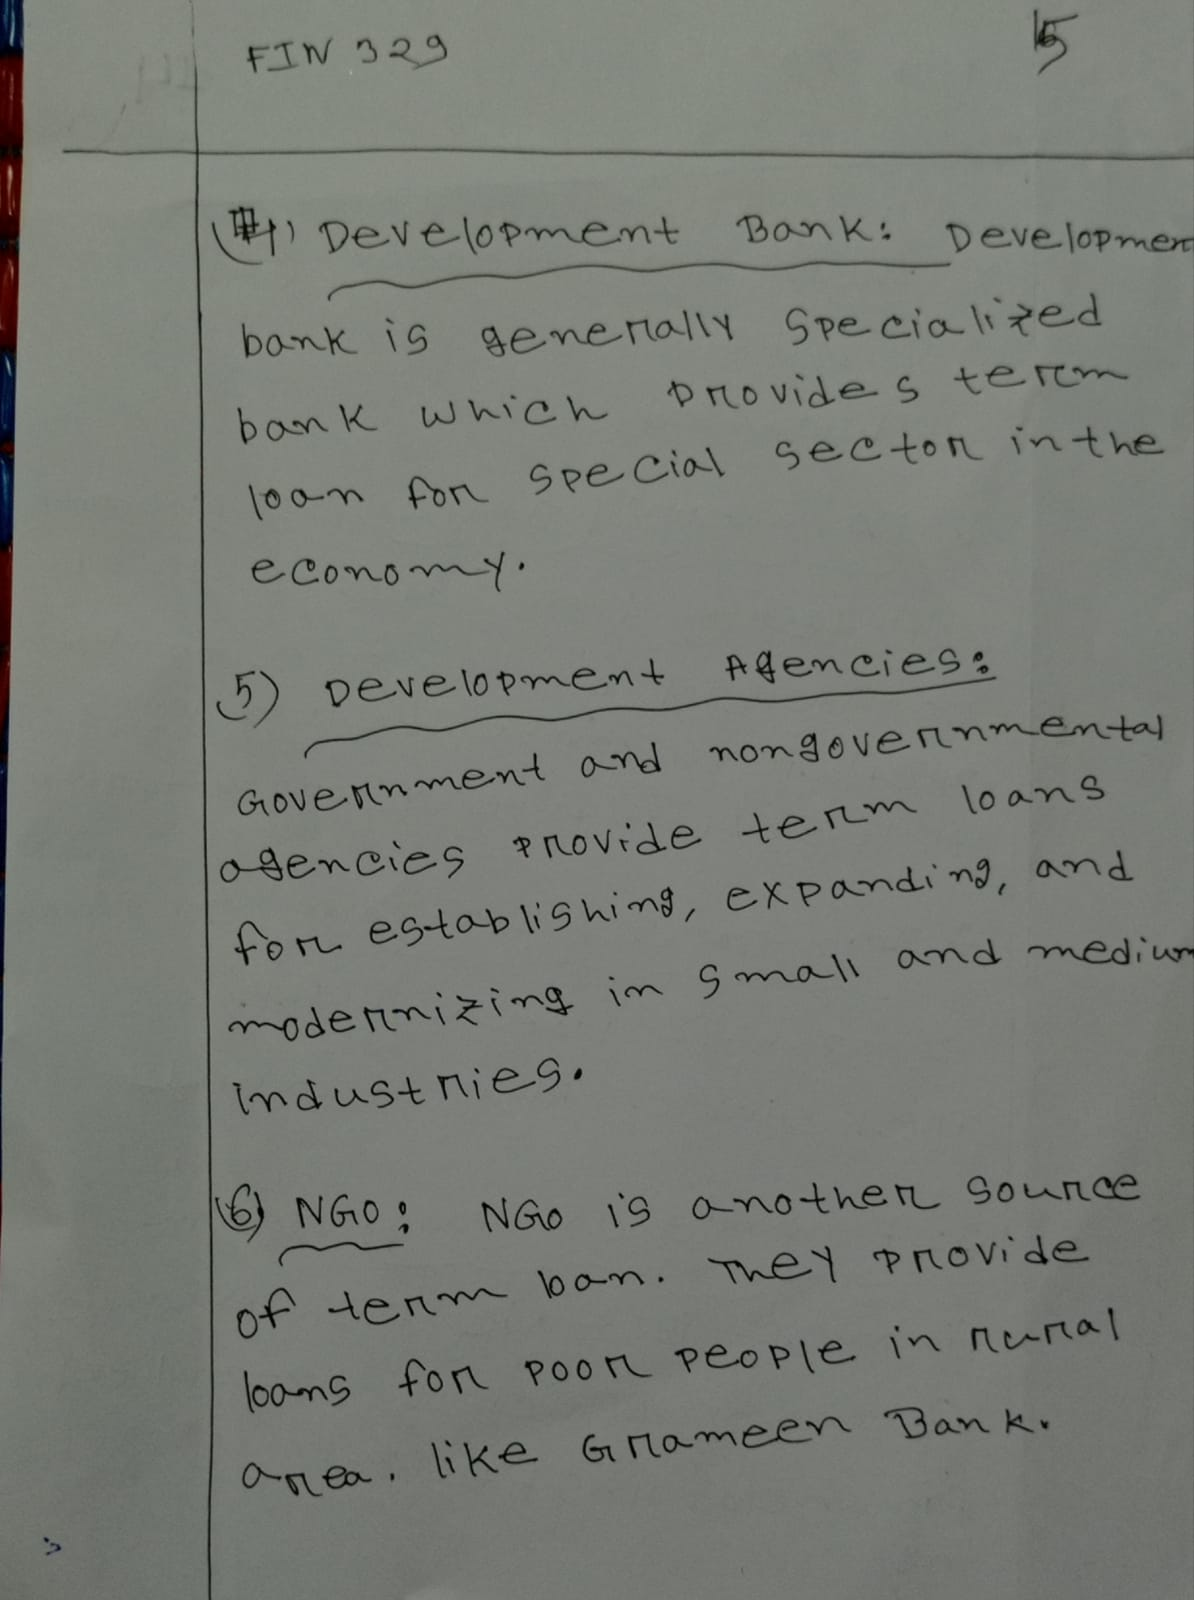 FIN 329
5
4) Development Bank: Developmen
bank is generally specialized
bank which provides term
loan for special sector in the
economy.
5) Development Agencies:
Government and nongovernmental
agencies provide term loans
for establishing, expanding, and
modernizing in small and medium
industries.
6) NGO: NGO is another source
of term loan. They provide
loans for poor people in rural
area. like Grameen Bank.